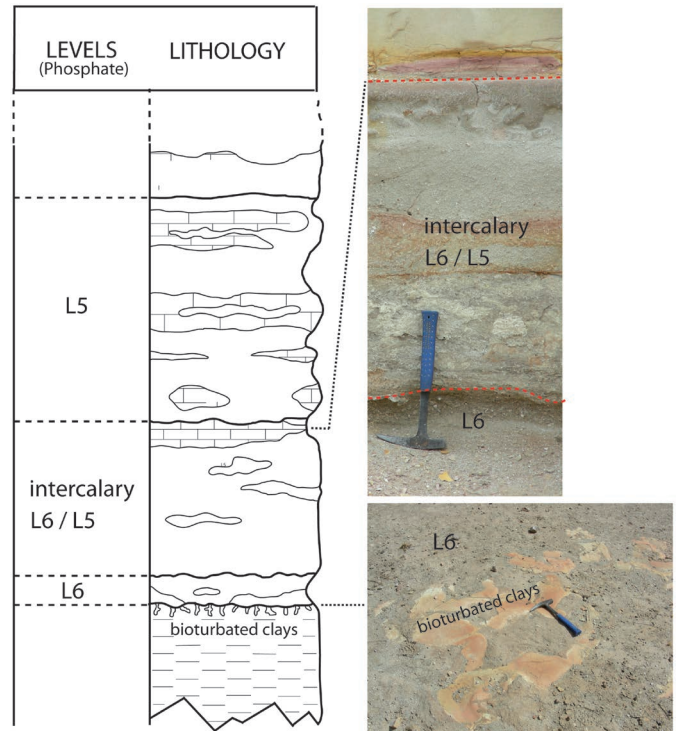 LEVELS
(Phosphate)
LITHOLOGY
L5
intercalary
L6 / L5
L6
bioturbated clays
intercalary
L6 / L5
L6
L6
bioturbated clays